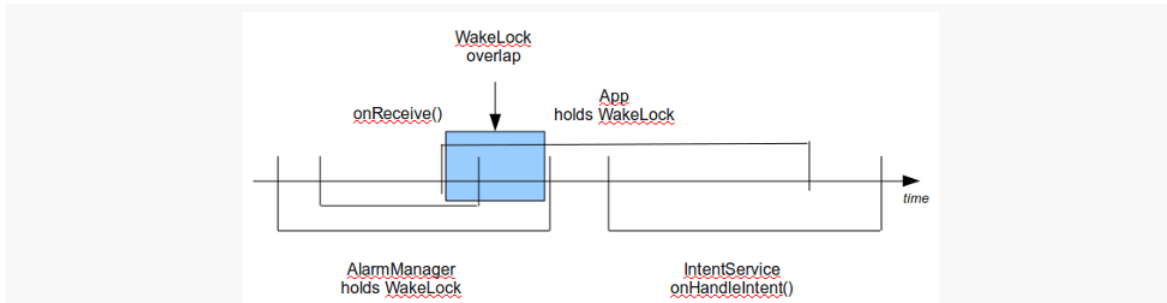 WakeLock
overlap
onReceive()
App
holds WakeLock
time
AlarmManager
holds WakeLock
IntentService
onHandleIntent()